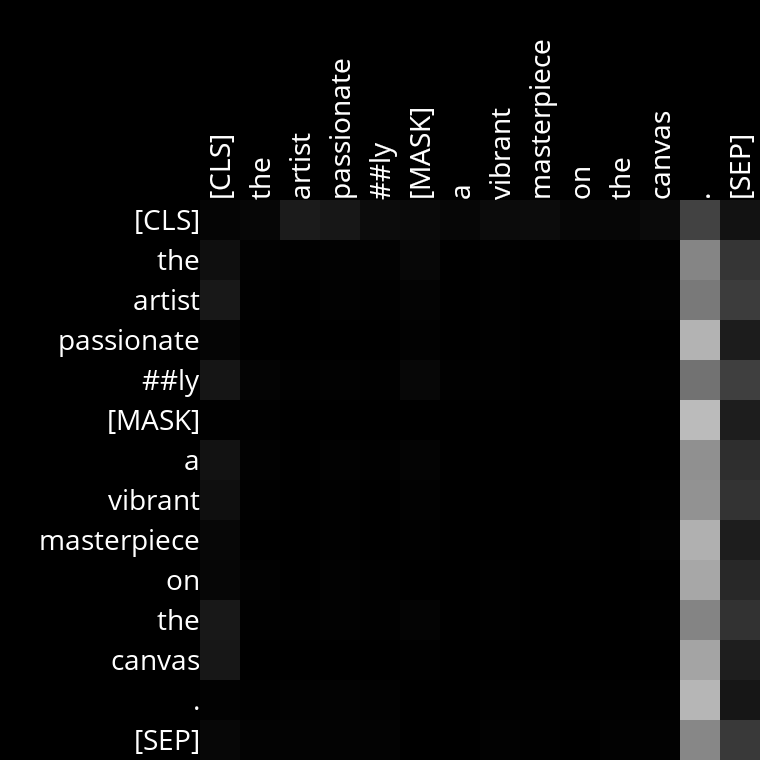 [CLS] the artist passionate ##ly [MASK] a vibrant masterpiece on the canvas . [SEP]
[CLS]
the
artist
passionate
##ly
[MASK]
a
vibrant
masterpiece
on
the
canvas
.
[SEP]